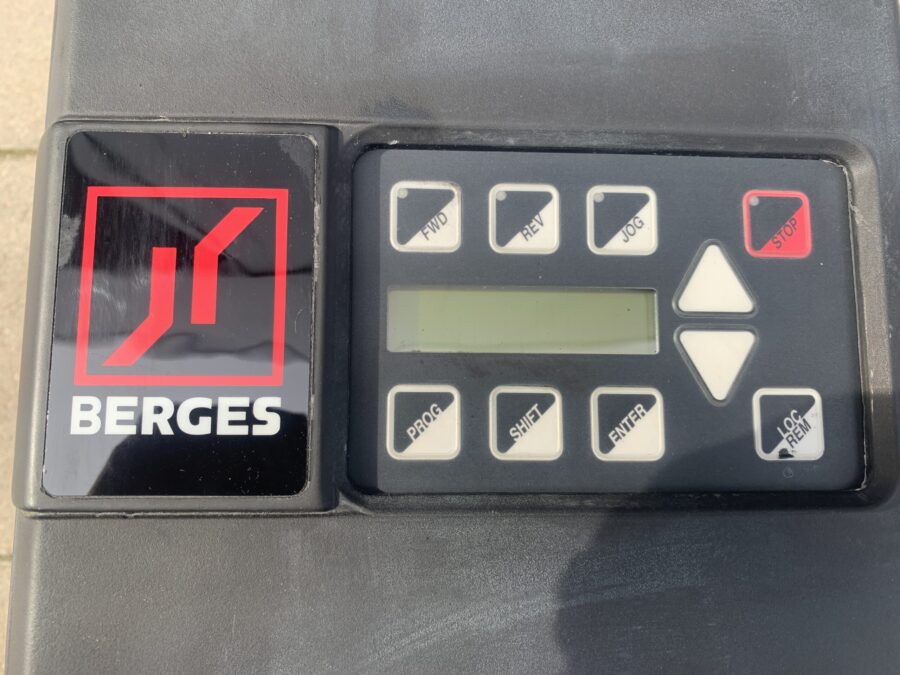 BERGES
FWD
REV
JOG
STOP
PROG
SHIFT
ENTER
LOC
REM